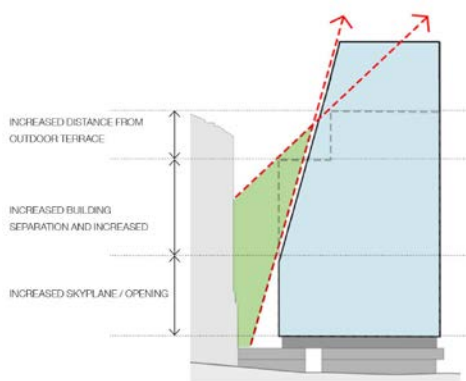 INCREASED DISTANCE FROM
OUTDOOR TERRACE
INCREASED BUILDING
SEPARATION AND INCREASED
INCREASED SKYPLANE / OPENING